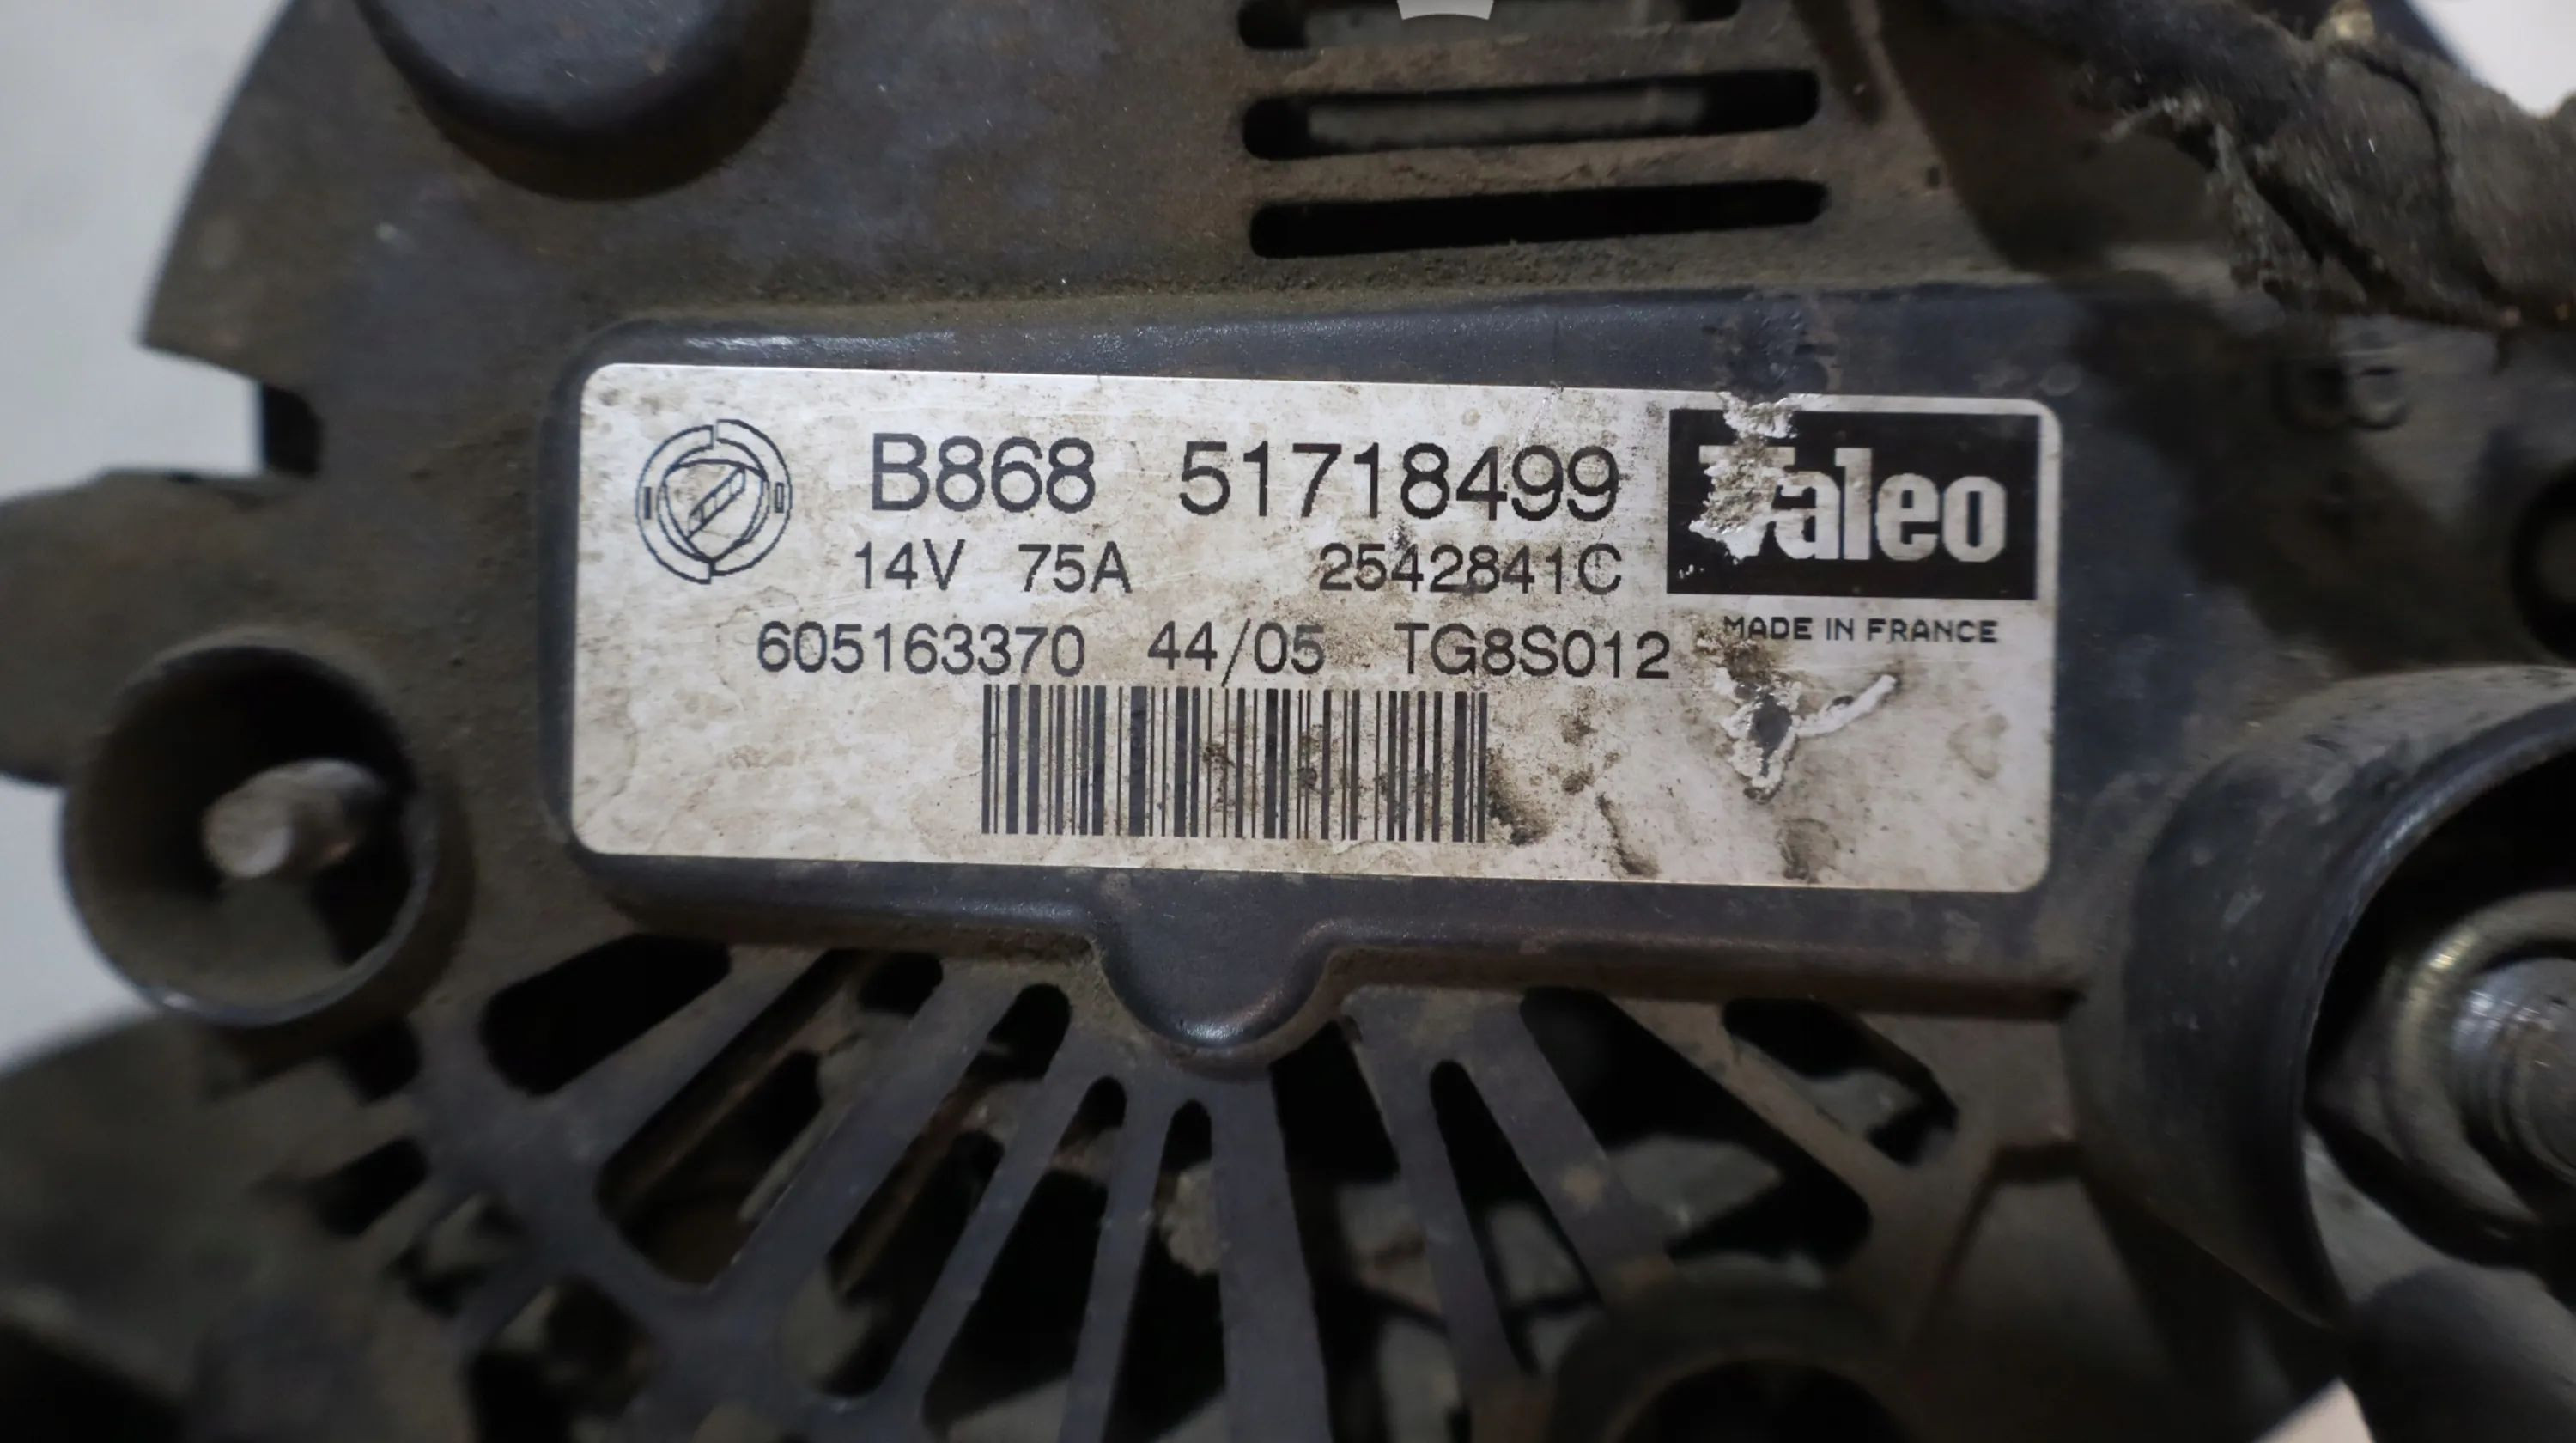 B868 51718499
Valeo
14V 75A 2542841C
MADE IN FRANCE
605163370 44/05 TG8S012